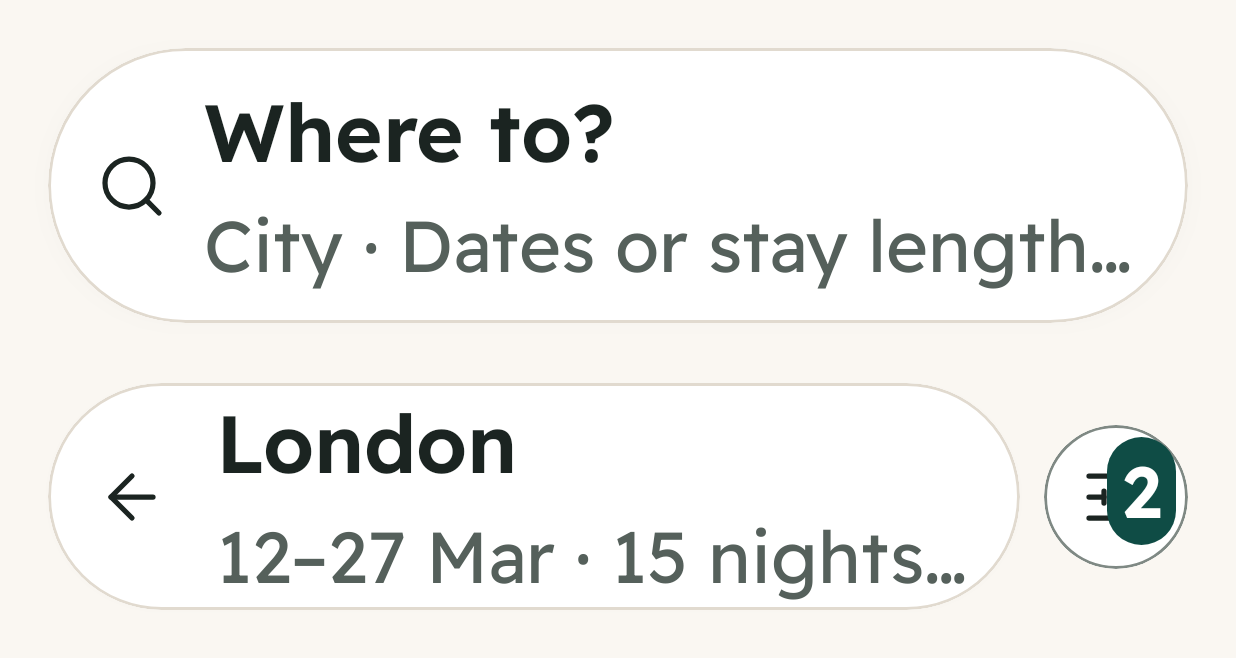 Where to?
City · Dates or stay length…
London
12–27 Mar · 15 nights…
2